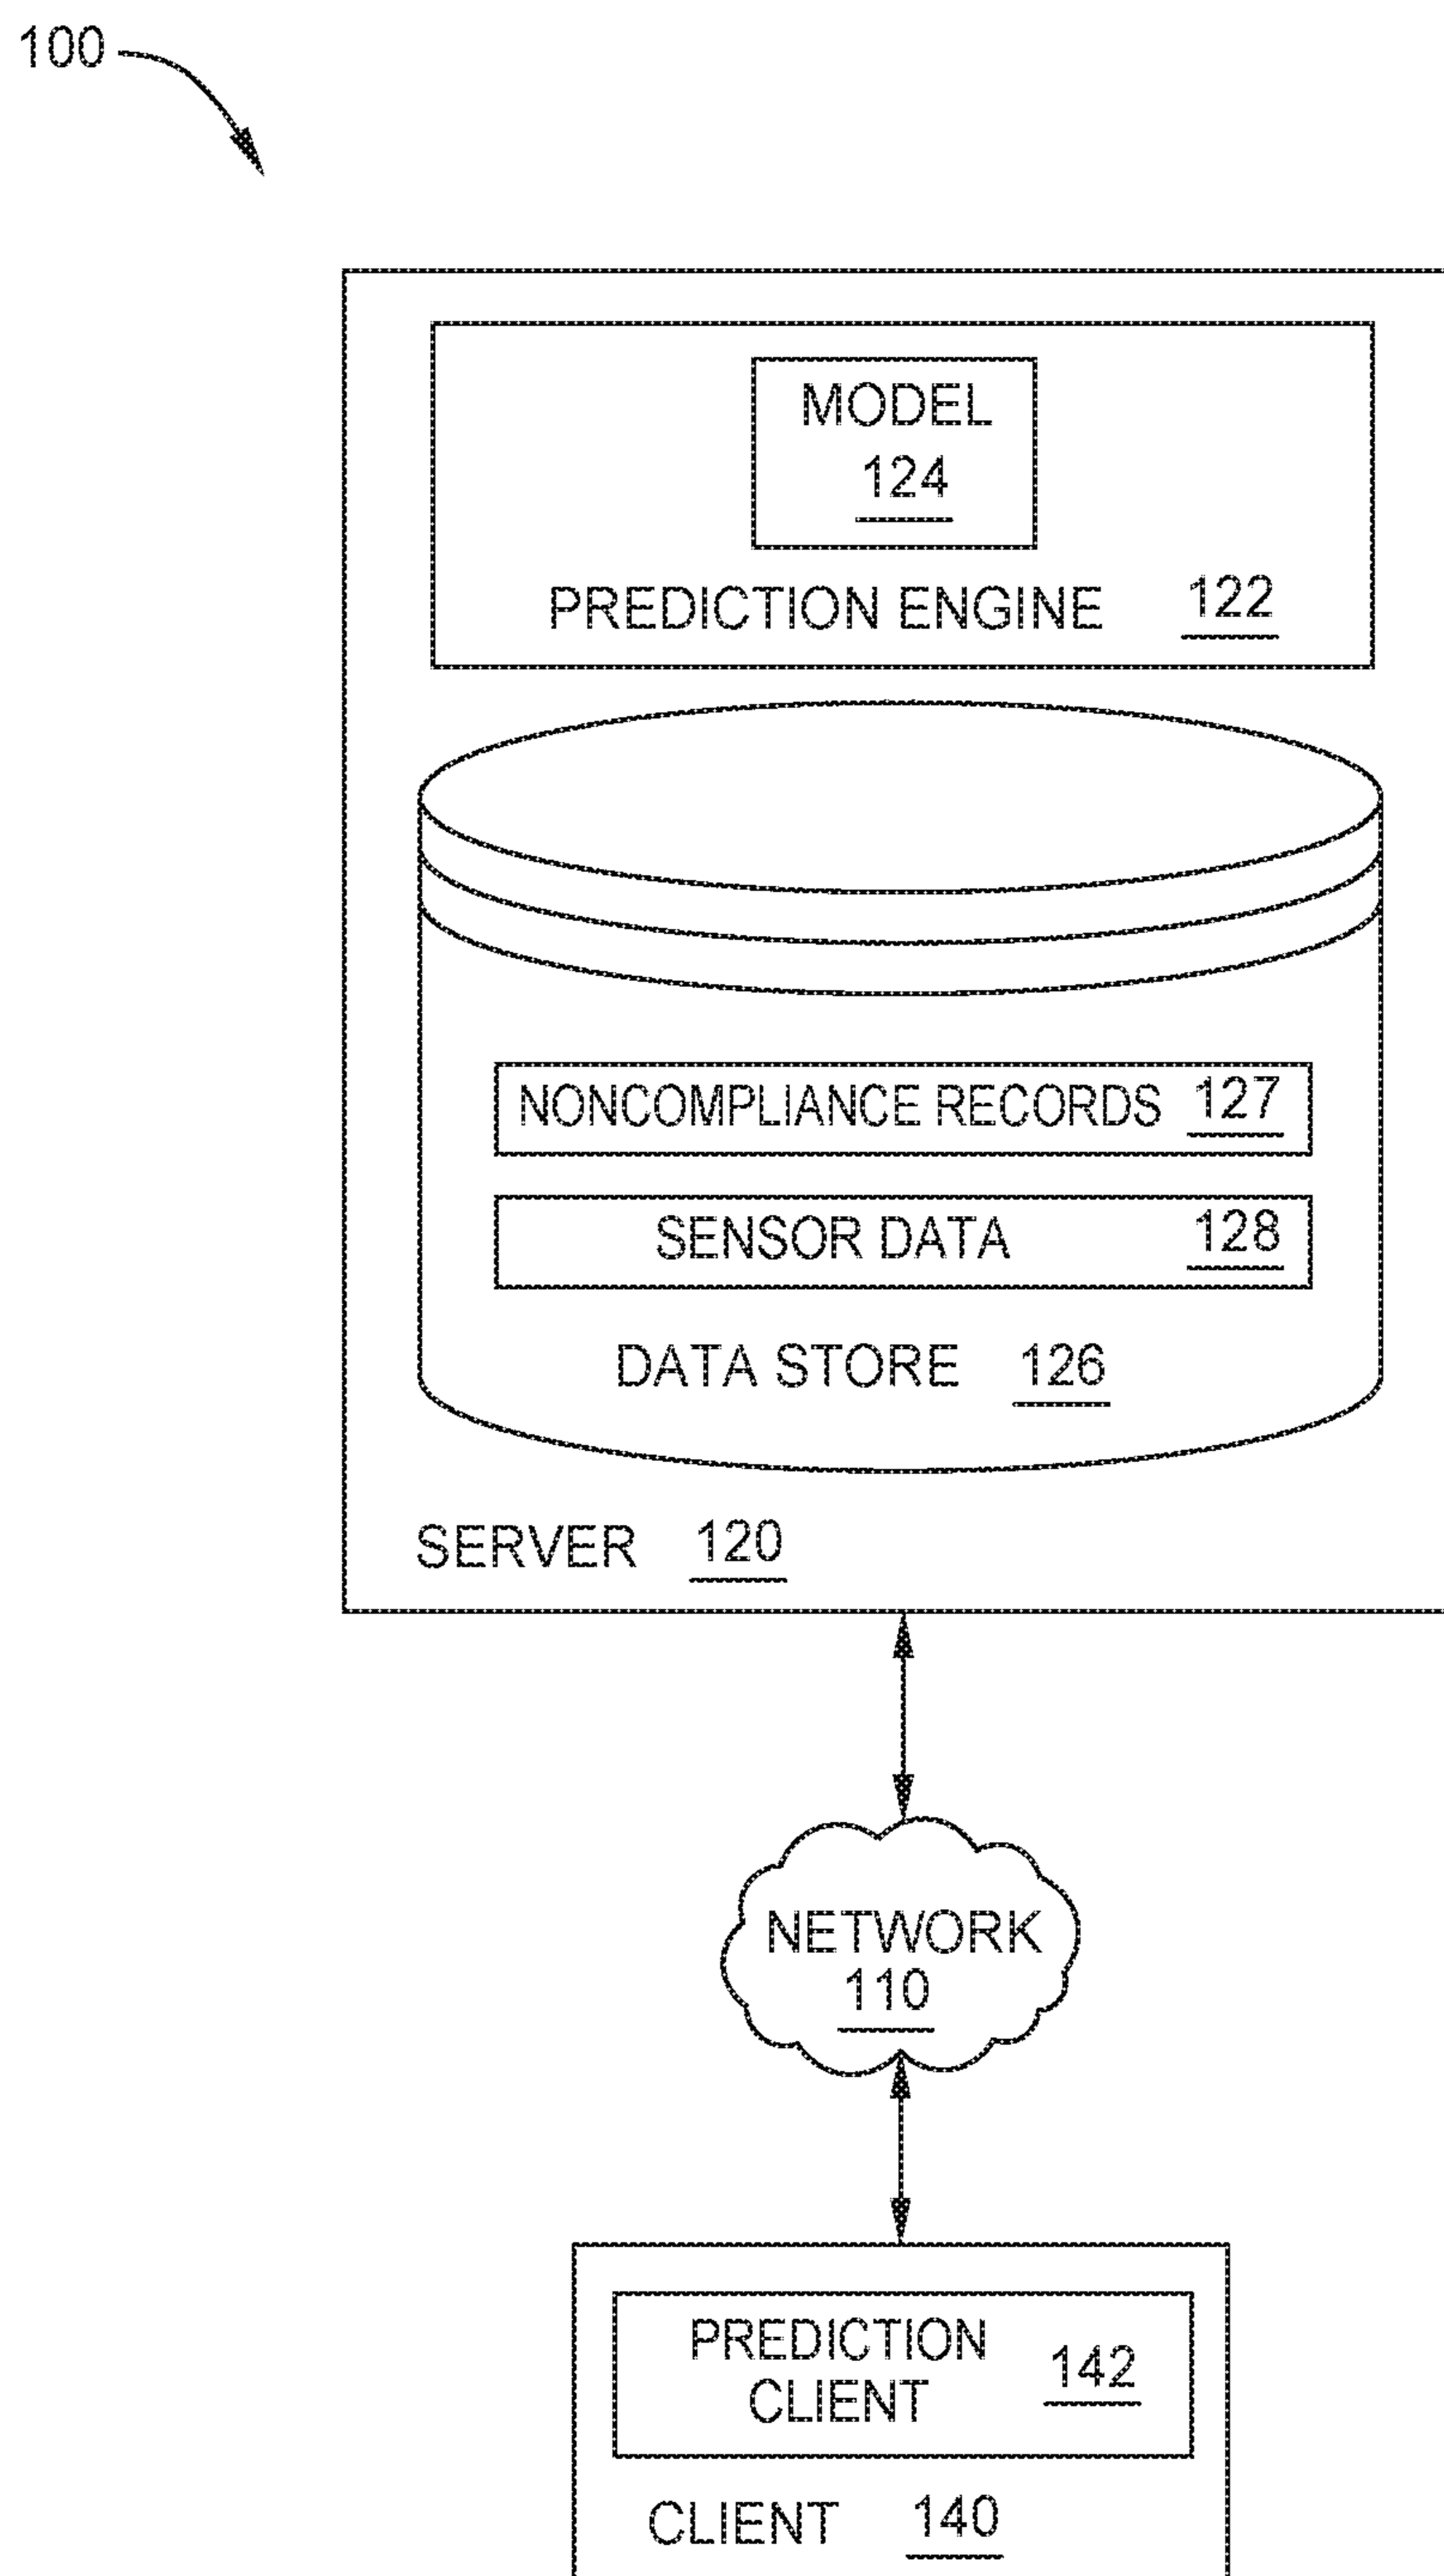 100
MODEL
124
PREDICTION ENGINE 122
NONCOMPLIANCE RECORDS 127
SENSOR DATA 128
DATA STORE 126
SERVER 120
NETWORK
110
PREDICTION
CLIENT 142
CLIENT 140